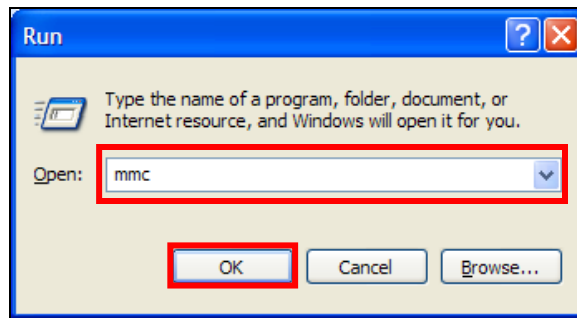 Run
Type the name of a program, folder, document, or
Internet resource, and Windows will open it for you.
Open: mmc
OK Cancel Browse...